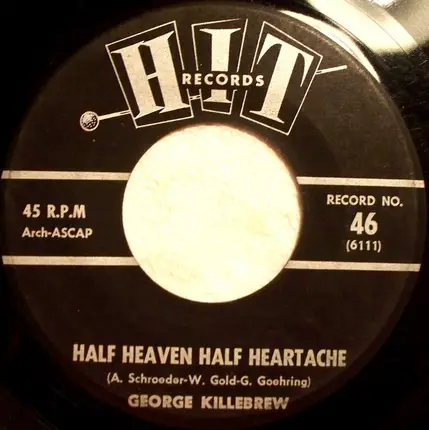 HIT
RECORDS
45 R.P.M
Arch-ASCAP
RECORD NO.
46
(6111)
HALF HEAVEN HALF HEARTACHE
(A. Schroeder-W. Gold-G. Goehring)
GEORGE KILLEBREW